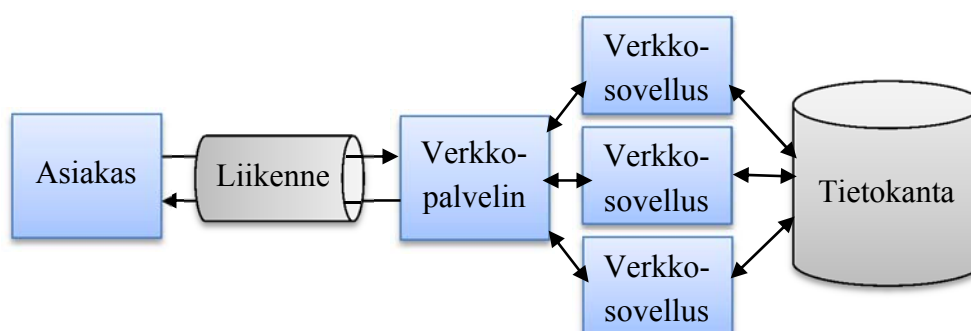 Asiakas
Liikenne
Verkko-
palvelin
Verkko-
sovellus
Verkko-
sovellus
Verkko-
sovellus
Tietokanta